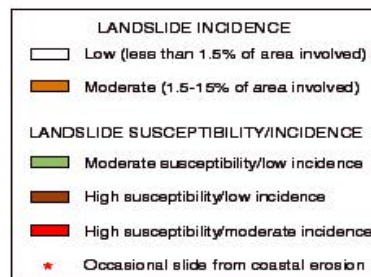 LANDSLIDE INCIDENCE
Low (less than 1.5% of area involved)
Moderate (1.5-15% of area involved)
LANDSLIDE SUSCEPTIBILITY/INCIDENCE
Moderate susceptibility/low incidence
High susceptibility/low incidence
High susceptibility/moderate incidence
Occasional slide from coastal erosion